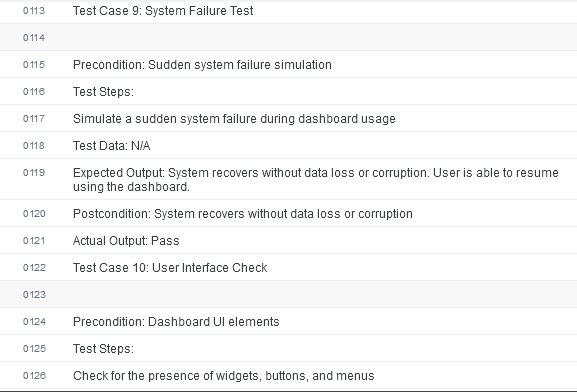 0113 Test Case 9: System Failure Test
0114
0115 Precondition: Sudden system failure simulation
0116 Test Steps:
0117 Simulate a sudden system failure during dashboard usage
0118 Test Data: N/A
0119 Expected Output: System recovers without data loss or corruption. User is able to resume
using the dashboard.
0120 Postcondition: System recovers without data loss or corruption
0121 Actual Output: Pass
0122 Test Case 10: User Interface Check
0123
0124 Precondition: Dashboard UI elements
0125 Test Steps:
0126 Check for the presence of widgets, buttons, and menus